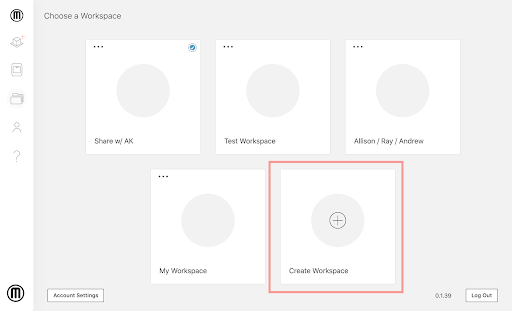 Choose a Workspace
Share w/ AK
Test Workspace
Allison / Ray / Andrew
My Workspace
Create Workspace
Account Settings
0.1.39
Log Out